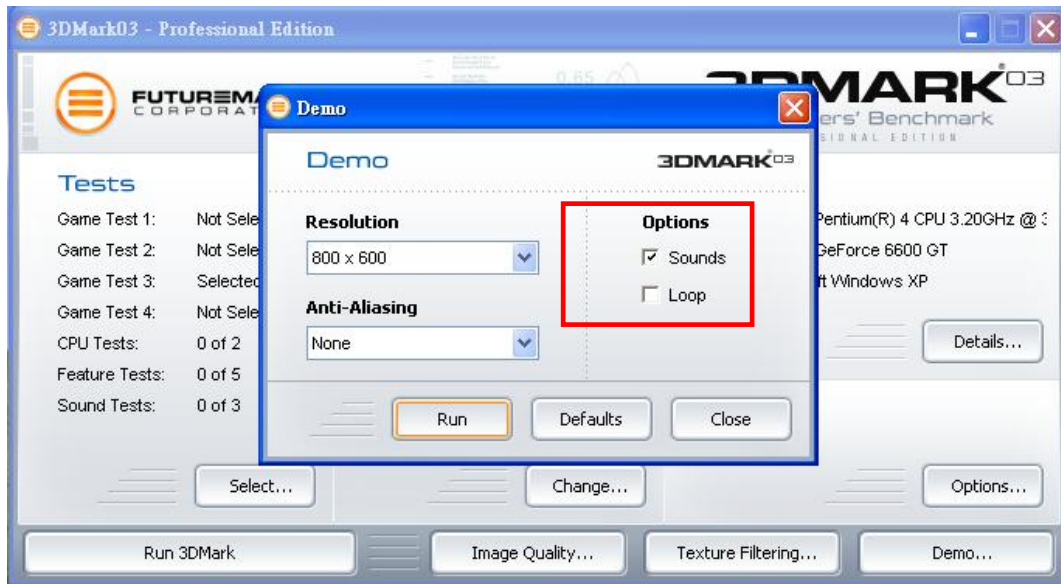 3DMark03 - Professional Edition
0.65
Demo
Demo
3DMARK03
Tests
Game Test 1: Not Sele
Game Test 2: Not Sele
Game Test 3: Selected
Game Test 4: Not Sele
CPU Tests: 0 of 2
Feature Tests: 0 of 5
Sound Tests: 0 of 3
Resolution
800 x 600
Anti-Aliasing
None
Options
Sounds
Loop
Run
Defaults
Close
ers' Benchmark
Pentium(R) 4 CPU 3.20GHz @ 3
GeForce 6600 GT
ft Windows XP
Details...
Select...
Change...
Options...
Run 3DMark
Image Quality...
Texture Filtering...
Demo...